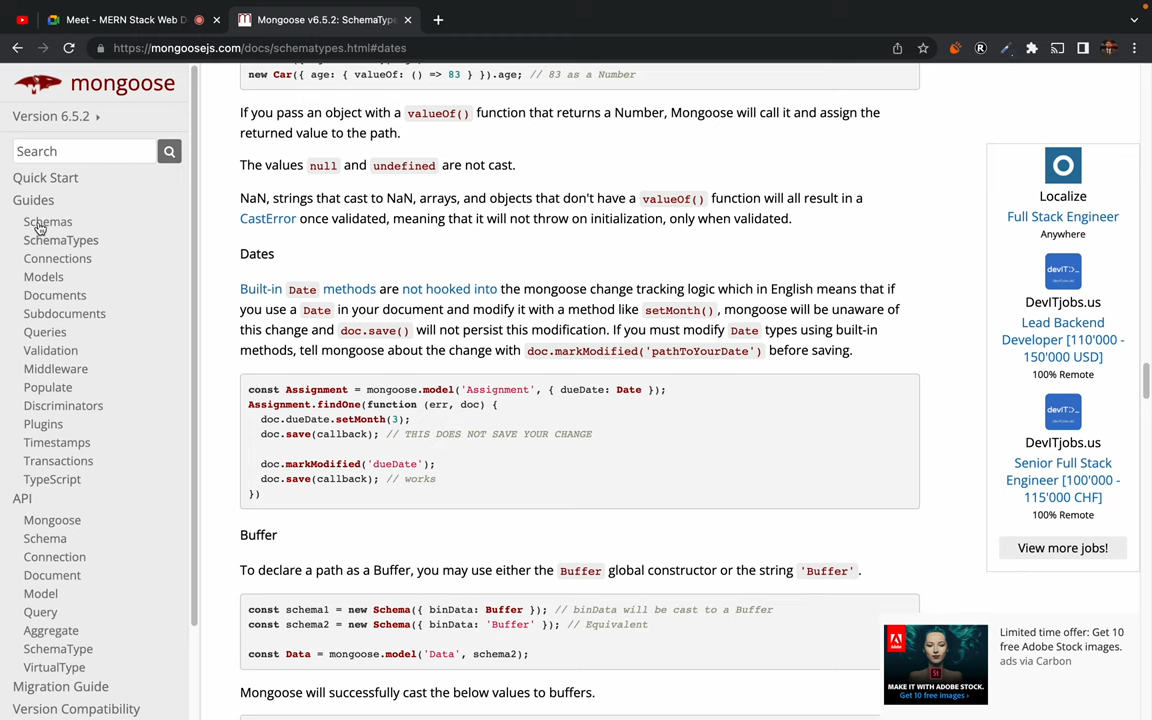 Meet - MERN Stack Web D
Mongoose v6.5.2: SchemaType
https://mongoosejs.com/docs/schematypes.html#dates
mongoose
Version 6.5.2
Search
Quick Start
Guides
Schemas
SchemaTypes
Connections
Models
Documents
Subdocuments
Queries
Validation
Middleware
Populate
Discriminators
Plugins
Timestamps
Transactions
TypeScript
API
Mongoose
Schema
Connection
Document
Model
Query
Aggregate
SchemaType
VirtualType
Migration Guide
Version Compatibility
new Car({ age: { valueOf: () => 83 } }).age; // 83 as a Number
If you pass an object with a valueOf() function that returns a Number, Mongoose will call it and assign the
returned value to the path.
The values null and undefined are not cast.
NaN, strings that cast to NaN, arrays, and objects that don't have a valueOf() function will all result in a
CastError once validated, meaning that it will not throw on initialization, only when validated.
Dates
Built-in Date methods are not hooked into the mongoose change tracking logic which in English means that if
you use a Date in your document and modify it with a method like setMonth(), mongoose will be unaware of
this change and doc.save() will not persist this modification. If you must modify Date types using built-in
methods, tell mongoose about the change with doc.markModified('pathToYourDate') before saving.
const Assignment = mongoose.model('Assignment', { dueDate: Date });
Assignment.findOne(function (err, doc) {
doc.dueDate.setMonth(3);
doc.save(callback); // THIS DOES NOT SAVE YOUR CHANGE
doc.markModified('dueDate');
doc.save(callback); // works
})
Buffer
To declare a path as a Buffer, you may use either the Buffer global constructor or the string 'Buffer'.
const schema1 = new Schema({ binData: Buffer }); // binData will be cast to a Buffer
const schema2 = new Schema({ binData: 'Buffer' }); // Equivalent
const Data = mongoose.model('Data', schema2);
Mongoose will successfully cast the below values to buffers.
Localize
Full Stack Engineer
Anywhere
devIT>_
DevITjobs.us
Lead Backend
Developer [110'000 -
150'000 USD]
100% Remote
devIT>_
DevITjobs.us
Senior Full Stack
Engineer [100'000 -
115'000 CHF]
100% Remote
View more jobs!
MAKE IT WITH ADOBE STOCK.
Get 10 free images ›
Limited time offer: Get 10
free Adobe Stock images.
ads via Carbon